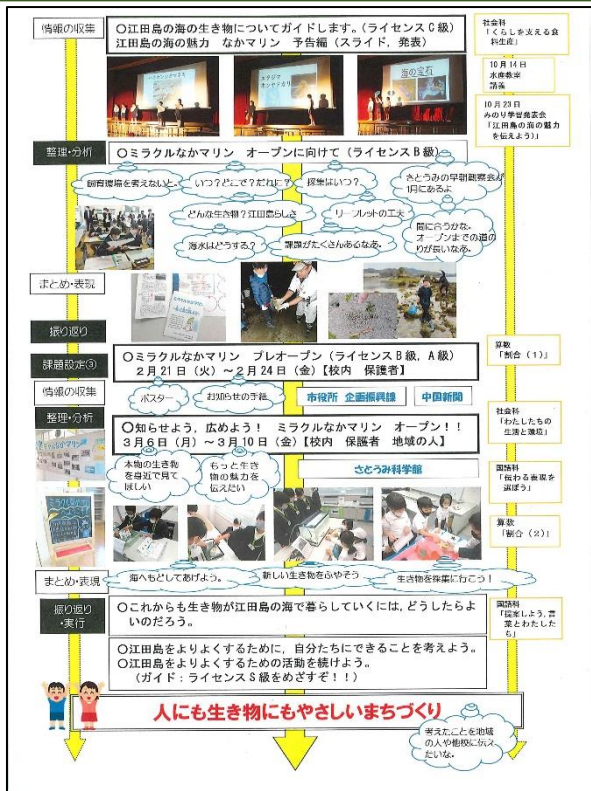 情報の収集
○江田島の海の生き物についてガイドします。(ライセンスC級)
江田島の海の魅力 なかマリン 予告編(スライド,発表)
社会科
「くらしを支える食
料生産」
10月14日
水産教室
講義
10月23日
みのり学習発表会
「江田島の海の魅力
を伝えよう」
海の宝石
整理・分析
○ミラクルなかマリン オープンに向けて(ライセンスB級)
飼育環境を考えないと。
いつ?どこで?だれに?
採集はいつ?
さとうみの早朝観察会が
1月にあるよ
どんな生き物?江田島らしさ
リーフレットの工夫
間に合うかな。
オープンまでの道の
りが長いなあ。
海水はどうする?
課題がたくさんあるなあ。
まとめ・表現
振り返り
課題設定③
○ミラクルなかマリン プレオープン(ライセンスB級,A級)
2月21日(火)~2月24日(金)【校内 保護者】
算数
「割合(1)」
情報の収集
ポスター
お知らせの手紙
市役所 企画振興課
中国新聞
整理・分析
○知らせよう,広めよう! ミラクルなかマリン オープン!!
3月6日(月)~3月10日(金)【校内 保護者 地域の人】
社会科
「わたしたちの
生活と環境」
本物の生き物
を身近で見て
ほしい
もっと生き
物の魅力を
伝えたい
さとうみ科学館
国語科
「伝わる表現を
選ぼう」
算数
「割合(2)」
まとめ・表現
海へもどしてあげよう。
新しい生き物をふやそう
生き物を採集に行こう!
振り返り
・実行
○これからも生き物が江田島の海で暮らしていくには,どうしたらよ
いのだろう。
国語科
「提案しよう,言
葉とわたした
ち」
○江田島をよりよくするために,自分たちにできることを考えよう。
○江田島をよりよくするための活動を続けよう。
(ガイド:ライセンスS級をめざすぞ!!)
人にも生き物にもやさしいまちづくり
考えたことを地域
の人や他校に伝え
たいな。